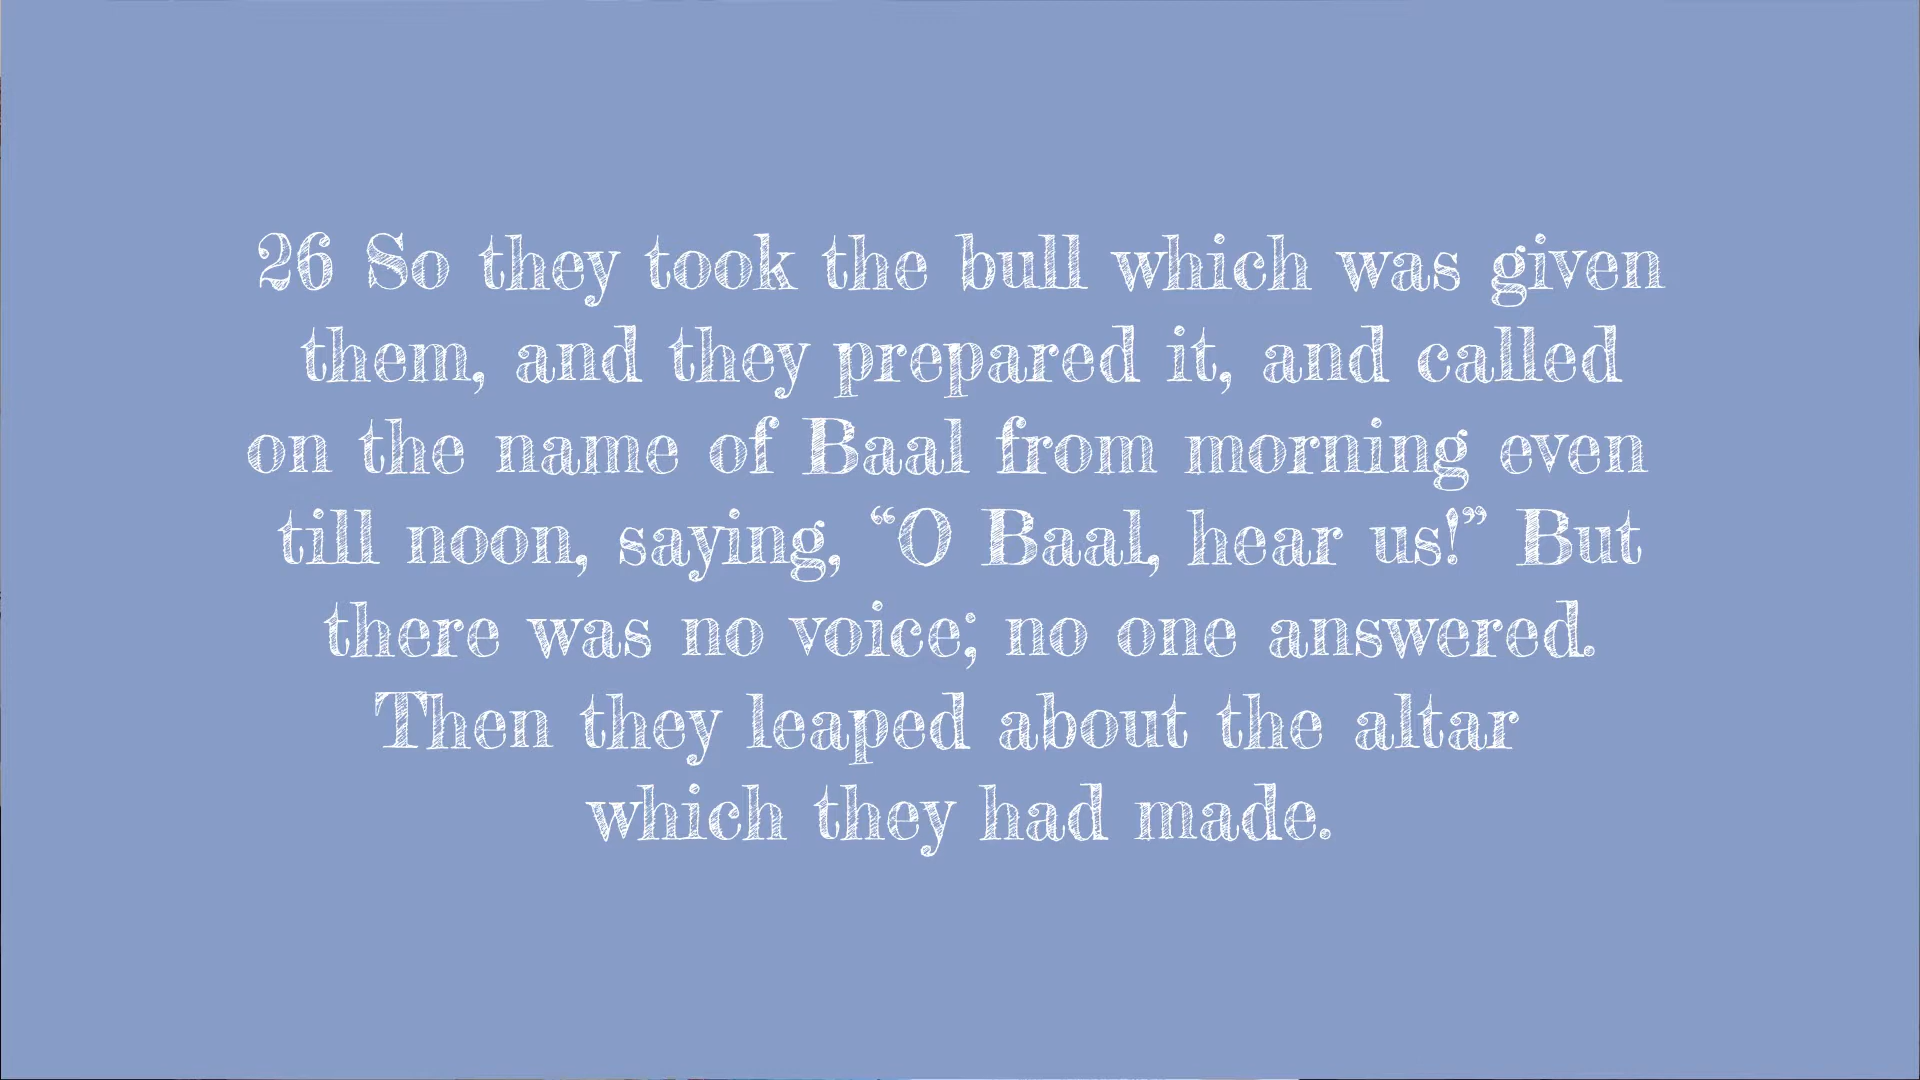 26 So they took the bull which was given
them, and they prepared it, and called
on the name of Baal from morning even
till noon, saying, “O Baal, hear us!” But
there was no voice; no one answered.
Then they leaped about the altar
which they had made.